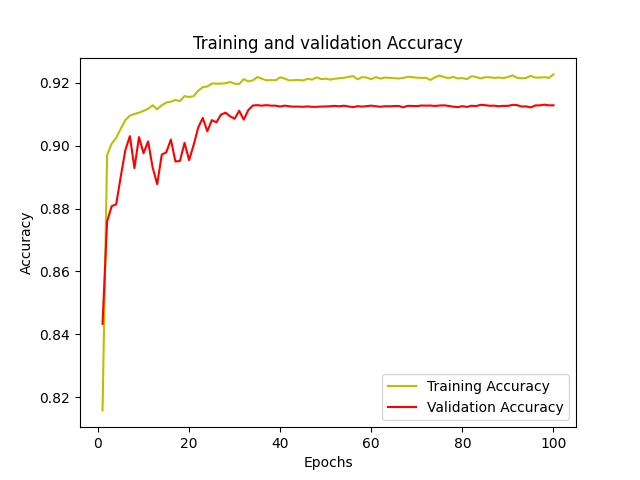 Training and validation Accuracy
0.92
0.90
0.88
0.86
0.84
0.82
Accuracy
0 20 40 60 80 100
Epochs
Training Accuracy
Validation Accuracy